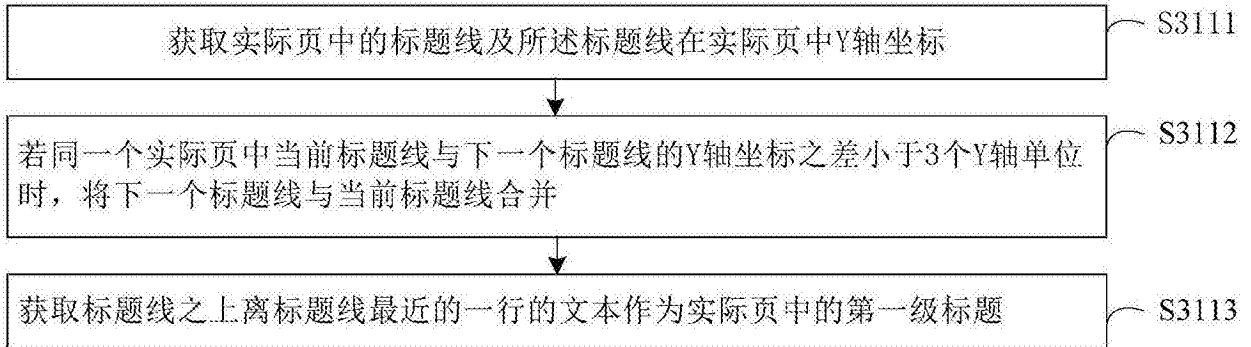 获取实际页中的标题线及所述标题线在实际页中Y轴坐标
S3111
若同一个实际页中当前标题线与下一个标题线的Y轴坐标之差小于3个Y轴单位
时，将下一个标题线与当前标题线合并
S3112
获取标题线之上离标题线最近的一行的文本作为实际页中的第一级标题
S3113